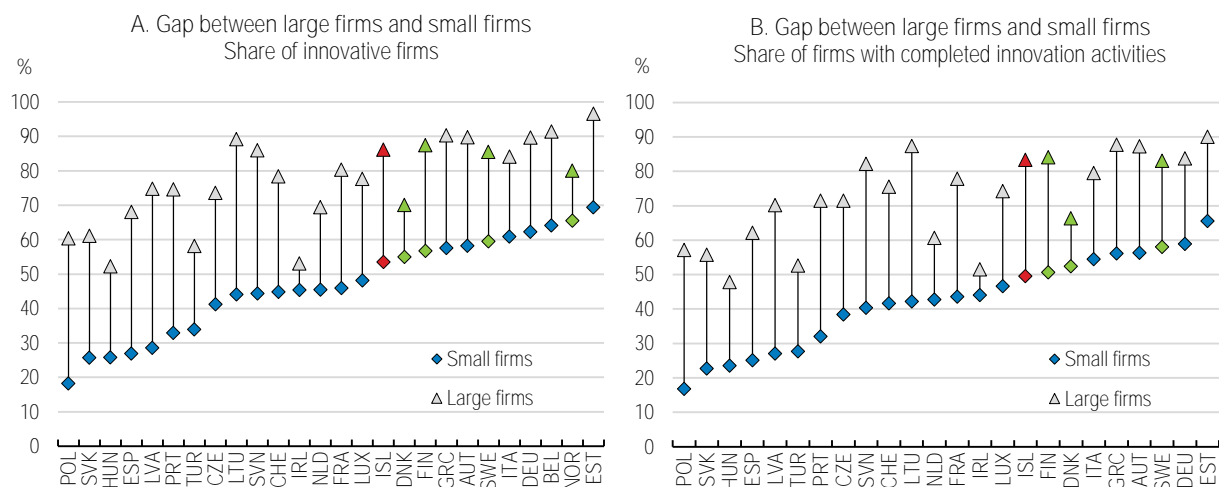 A. Gap between large firms and small firms
Share of innovative firms
%
100
90
80
70
60
50
40
30
20
10
0
Small firms
Large firms
POL
SVK
HUN
ESP
LVA
PRT
TUR
CZE
LTU
SVN
CHE
IRL
NLD
FRA
LUX
ISL
DNK
FIN
GRC
AUT
SWE
ITA
DEU
BEL
NOR
EST
B. Gap between large firms and small firms
Share of firms with completed innovation activities
%
100
90
80
70
60
50
40
30
20
10
0
Small firms
Large firms
POL
SVK
HUN
ESP
LVA
TUR
PRT
CZE
SVN
CHE
LTU
NLD
FRA
IRL
LUX
ISL
FIN
DNK
ITA
GRC
AUT
SWE
DEU
EST